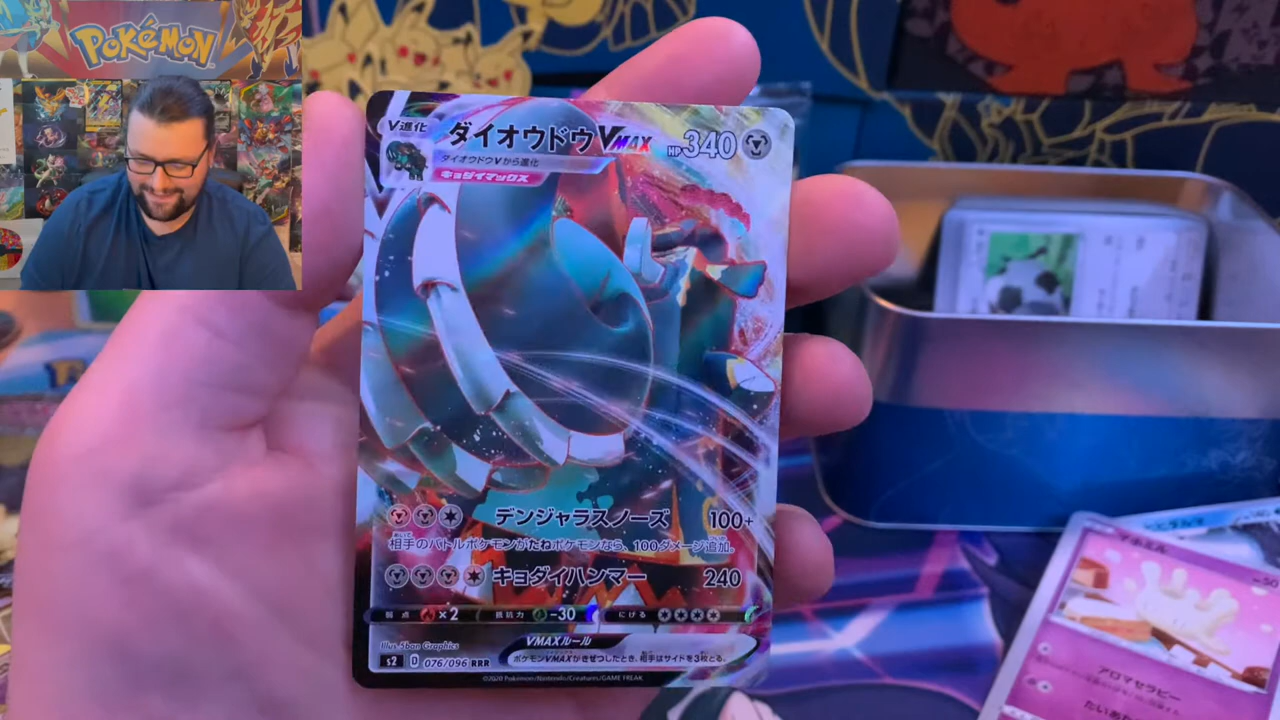 POKÉMON
V進化
ダイオウドウVMAX
HP340
ダイオウドウVから進化
キョダイマックス
デンジャラスノーズ 100+
相手のバトルポケモンがたねポケモンなら、100ダメージ追加。
キョダイハンマー 240
弱点 ×2 抵抗力 -30 にげる
Illus. 5ban Graphics
VMAXルール
ポケモンVMAXがきぜつしたとき、相手はサイドを3枚とる。
s2 D 076/096 RRR
©2020 Pokémon/Nintendo/Creatures/GAME FREAK
マホミル
アロマセラピー